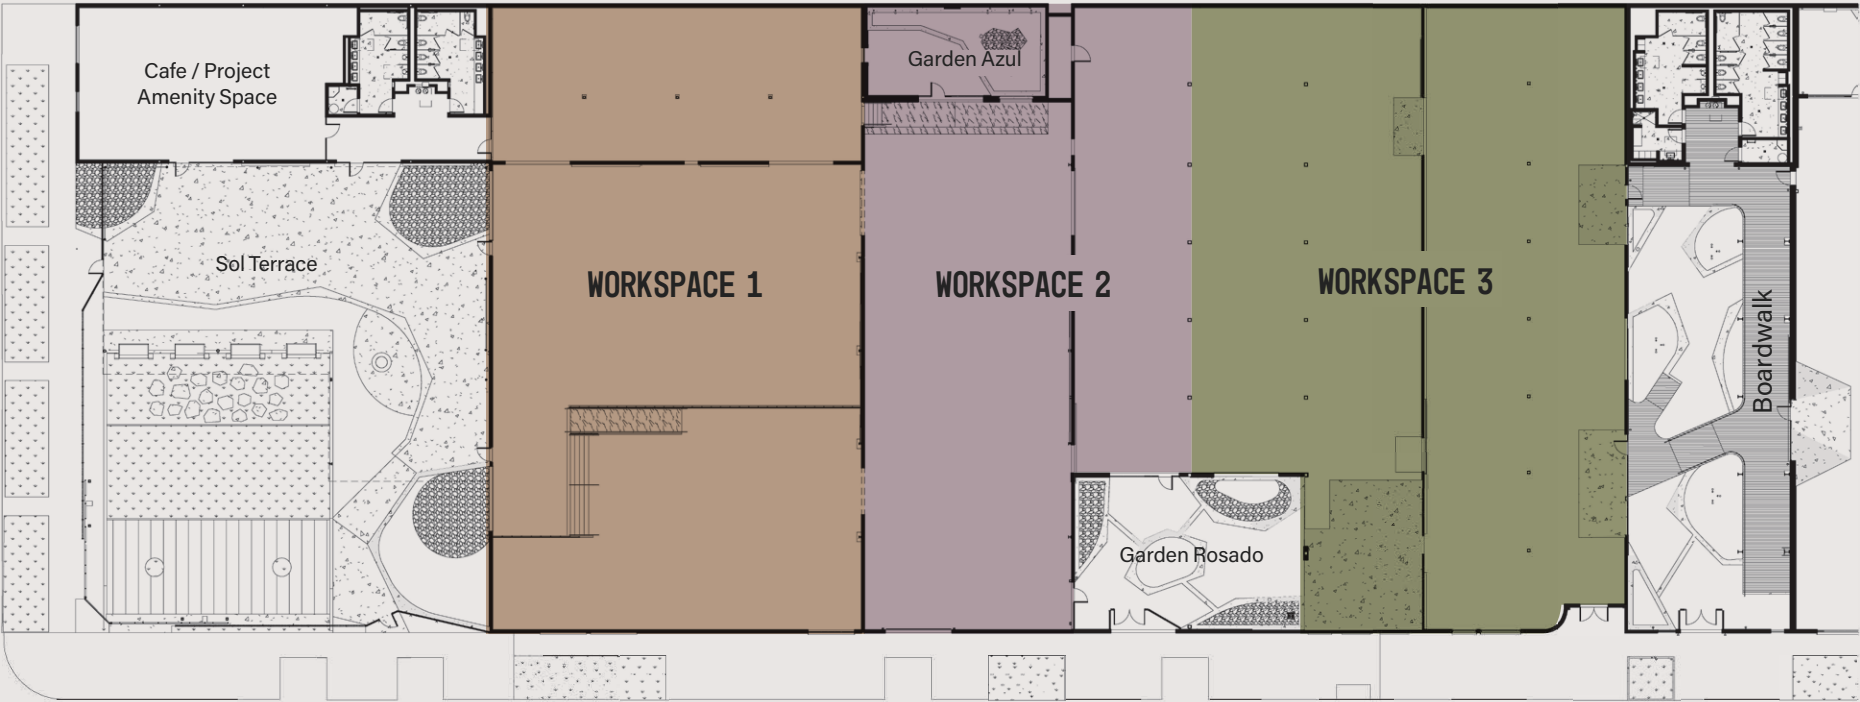 Cafe / Project
Amenity Space
Garden Azul
Sol Terrace
WORKSPACE 1
WORKSPACE 2
WORKSPACE 3
Boardwalk
Garden Rosado